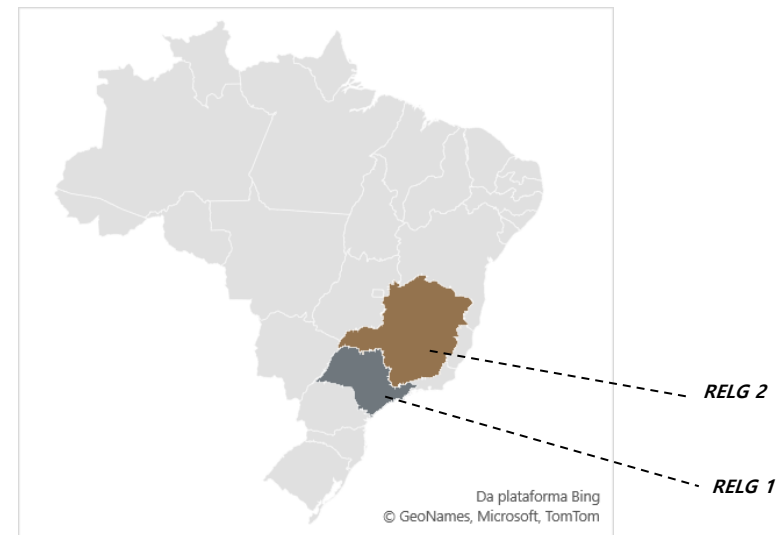 RELG 2
RELG 1
Da plataforma Bing
© GeoNames, Microsoft, TomTom